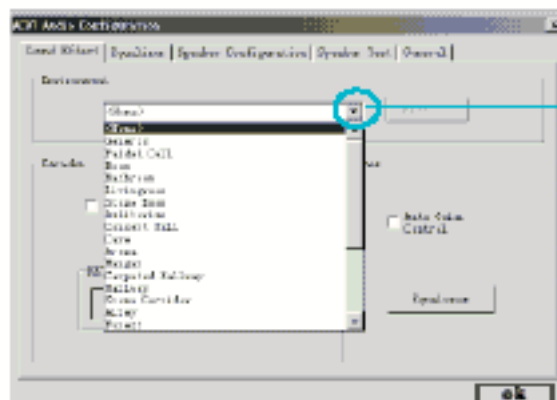 AC97 Audio Configuration
Sound Effect Equalizer Speaker Configuration Speaker Test General
Environment
<None>
<None>
Generic
Padded Cell
Room
Bathroom
Livingroom
Stone Room
Auditorium
Concert Hall
Cave
Arena
Hangar
Carpeted Hallway
Hallway
Stone Corridor
Alley
Forest
Karaoke
Auto Gain
Control
ok